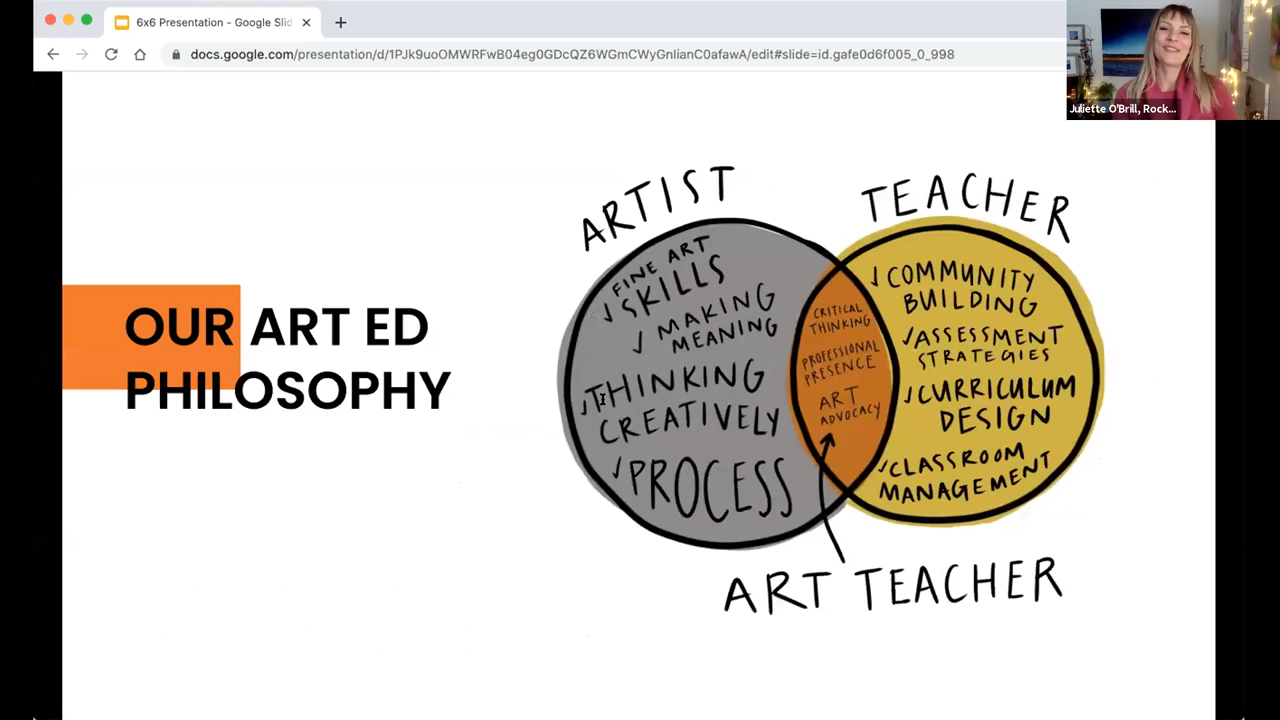 6x6 Presentation - Google Slid
docs.google.com/presentation/d/1PJk9uoOMWRowB04eg0GDcQZ6WGmCWyGnlianC0afawA/edit#slide=id.gafe0d6f005_0_998
Juliette O'Brill, Rock...
OUR ART ED
PHILOSOPHY
ARTIST
FINE ART
SKILLS
MAKING
MEANING
THINKING
CREATIVELY
PROCESS
CRITICAL
THINKING
PROFESSIONAL
PRESENCE
ART
ADVOCACY
TEACHER
COMMUNITY
BUILDING
ASSESSMENT
STRATEGIES
CURRICULUM
DESIGN
CLASSROOM
MANAGEMENT
ART TEACHER